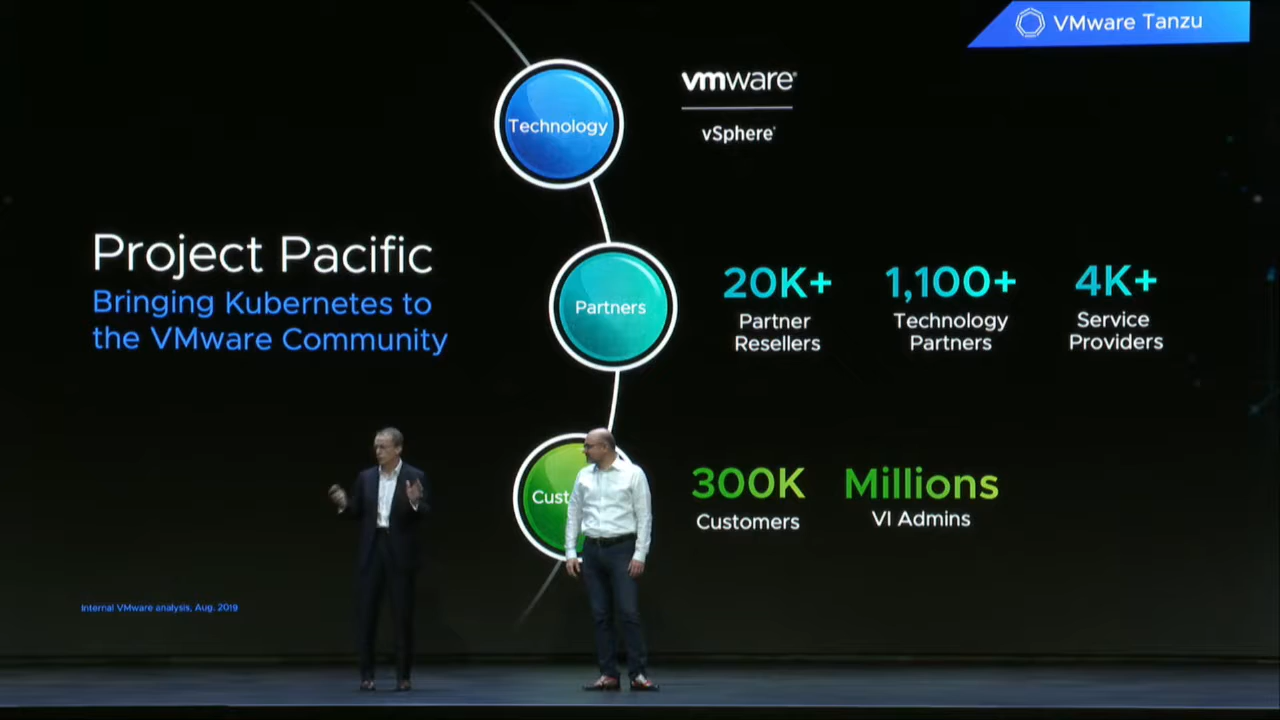 VMware Tanzu
Technology
vmware®
vSphere®
Project Pacific
Bringing Kubernetes to
the VMware Community
Partners
20K+
Partner
Resellers
1,100+
Technology
Partners
4K+
Service
Providers
Cust
300K
Customers
Millions
VI Admins
Internal VMware analysis, Aug. 2019